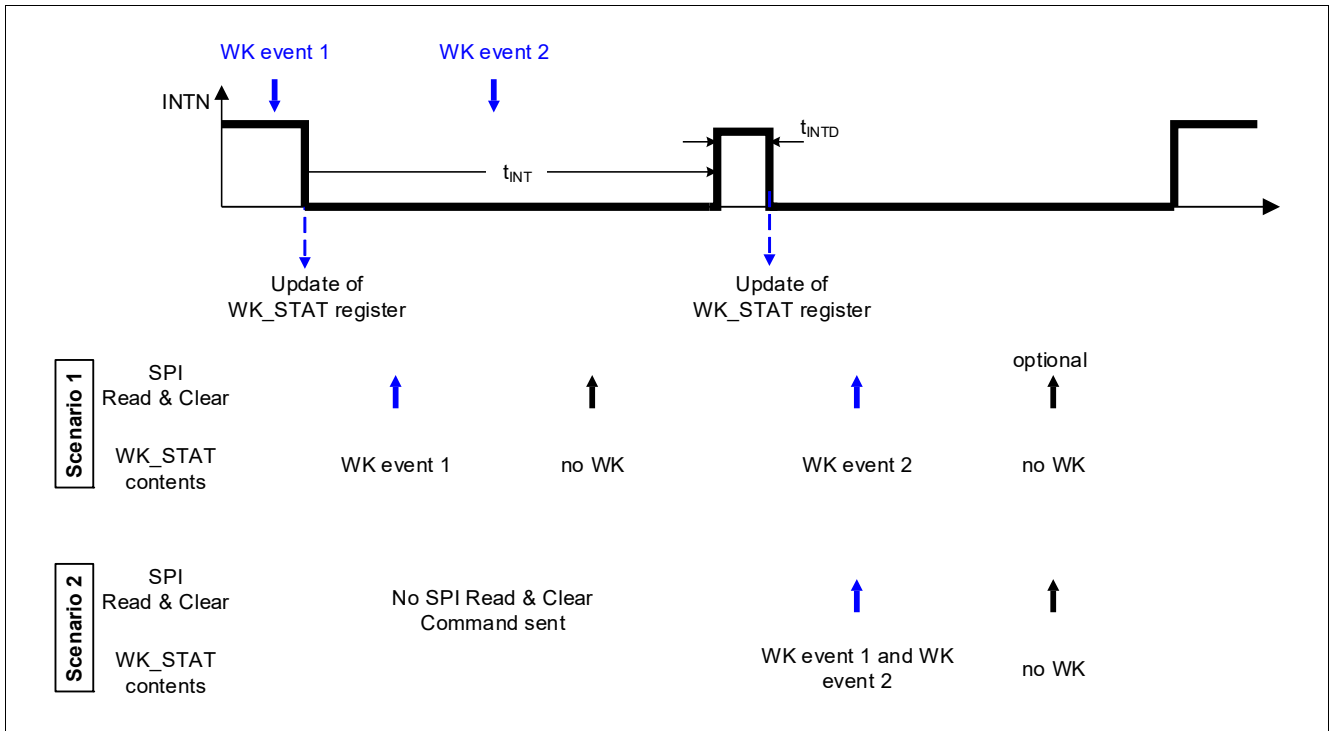 WK event 1
WK event 2
INTN
tINTD
tINT
Update of
WK_STAT register
Update of
WK_STAT register
Scenario 1
SPI
Read & Clear
optional
WK_STAT
contents
WK event 1
no WK
WK event 2
no WK
Scenario 2
SPI
Read & Clear
No SPI Read & Clear
Command sent
WK_STAT
contents
WK event 1 and WK
event 2
no WK